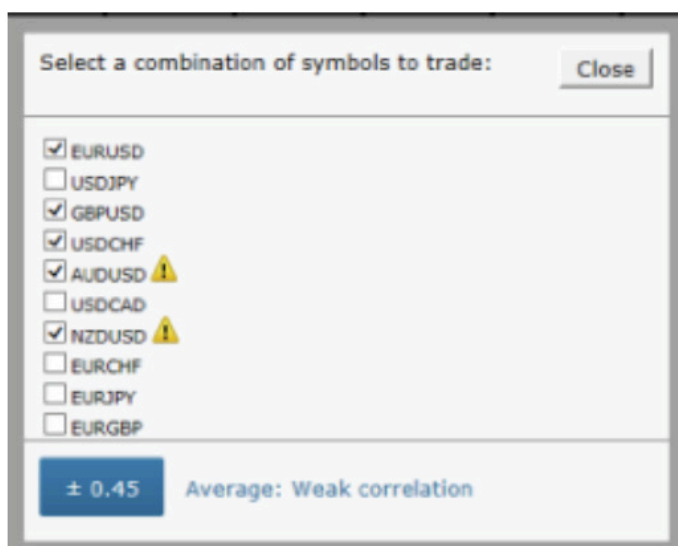 Select a combination of symbols to trade: Close
EURUSD
USDJPY
GBPUSD
USDCHF
AUDUSD
USDCAD
NZDUSD
EURCHF
EURJPY
EURGBP
± 0.45 Average: Weak correlation